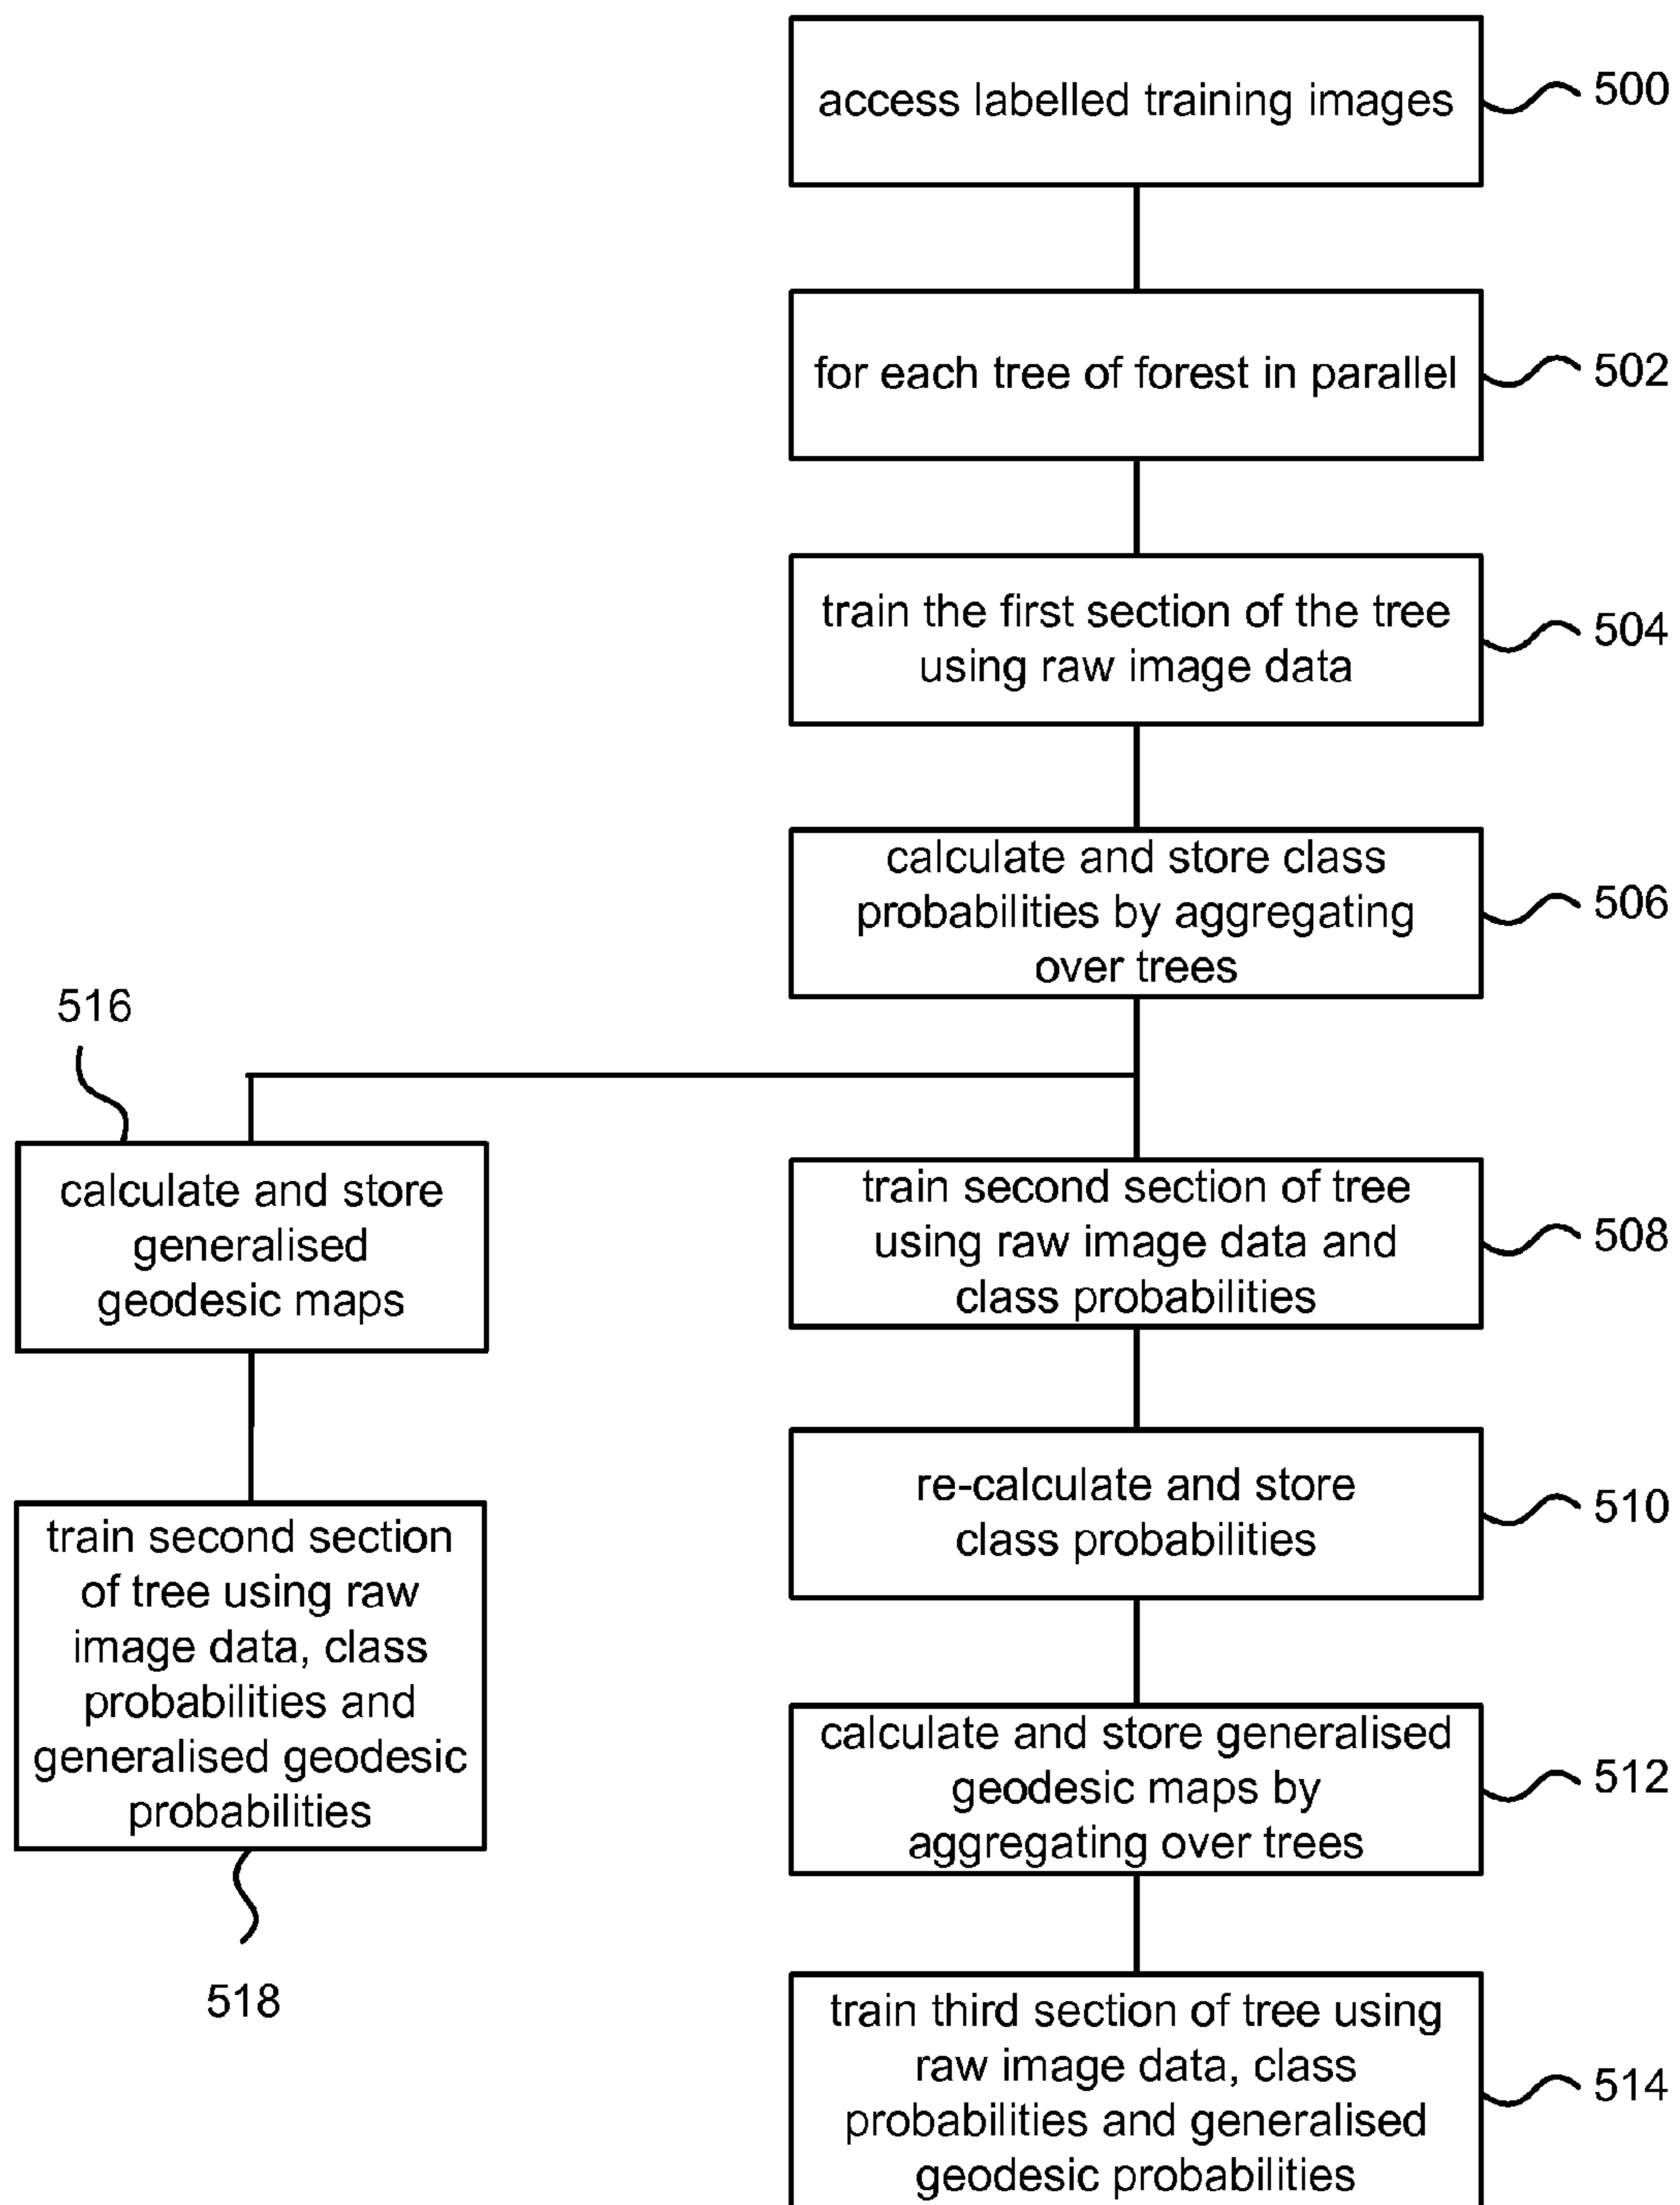 access labelled training images
500
for each tree of forest in parallel
502
train the first section of the tree
using raw image data
504
calculate and store class
probabilities by aggregating
over trees
506
516
calculate and store
generalised
geodesic maps
train second section
of tree using raw
image data, class
probabilities and
generalised geodesic
probabilities
518
train second section of tree
using raw image data and
class probabilities
508
re-calculate and store
class probabilities
510
calculate and store generalised
geodesic maps by
aggregating over trees
512
train third section of tree using
raw image data, class
probabilities and generalised
geodesic probabilities
514